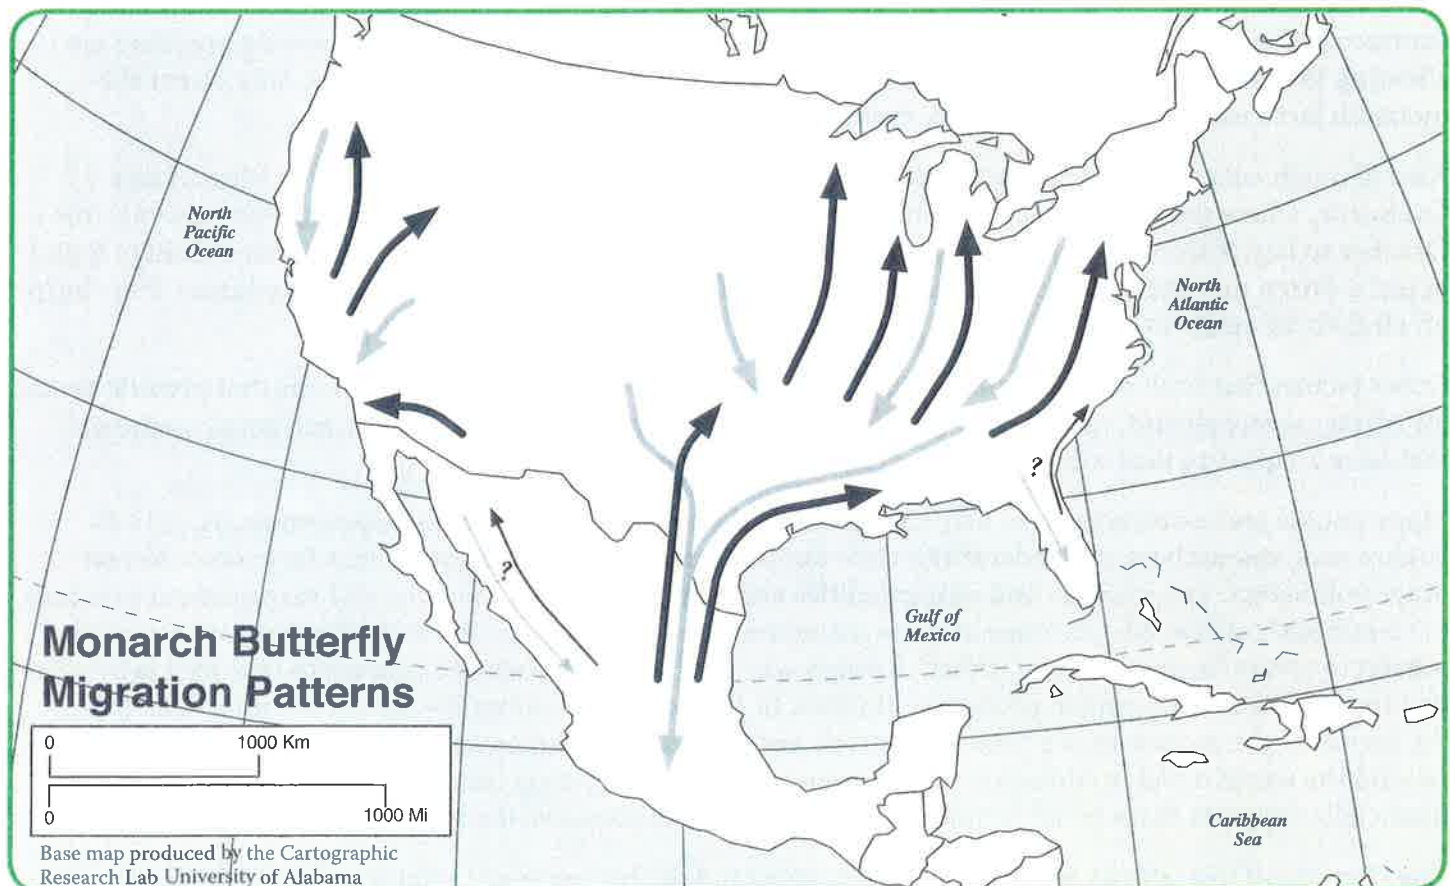 North
Pacific
Ocean
North
Atlantic
Ocean
?
?
Gulf of
Mexico
Monarch Butterfly
Migration Patterns
0
1000 Km
0
1000 Mi
Caribbean
Sea
Base map produced by the Cartographic
Research Lab University of Alabama